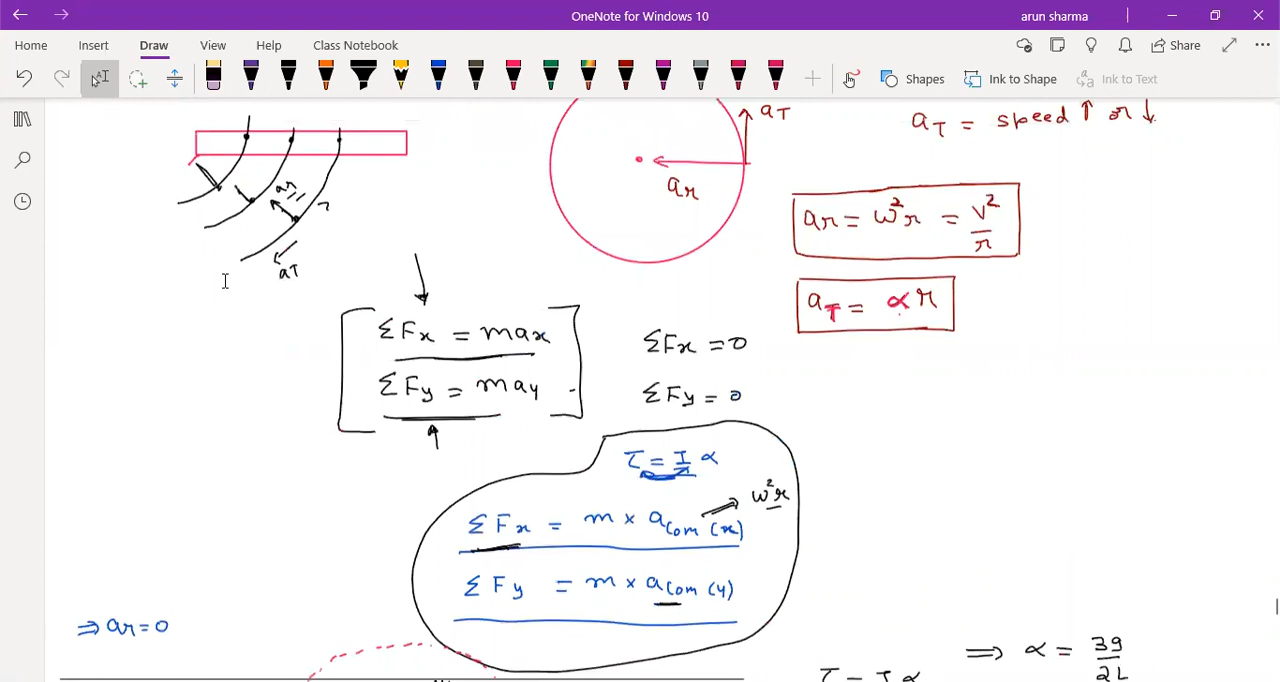 OneNote for Windows 10
arun sharma
Home Insert Draw View Help Class Notebook
Share
Shapes
Ink to Shape
Ink to Text
aT
ar
aT = speed ↑ or ↓
ar
aT
ar = ω²r = v²/r
aT = αr
ΣFx = max
ΣFy = may
ΣFx = 0
ΣFy = 0
τ = I α
ΣFx = m × acom (x) ω²r
ΣFy = m × acom (y)
⇒ ar = 0
⇒ α = 3g/2L
τ = I α